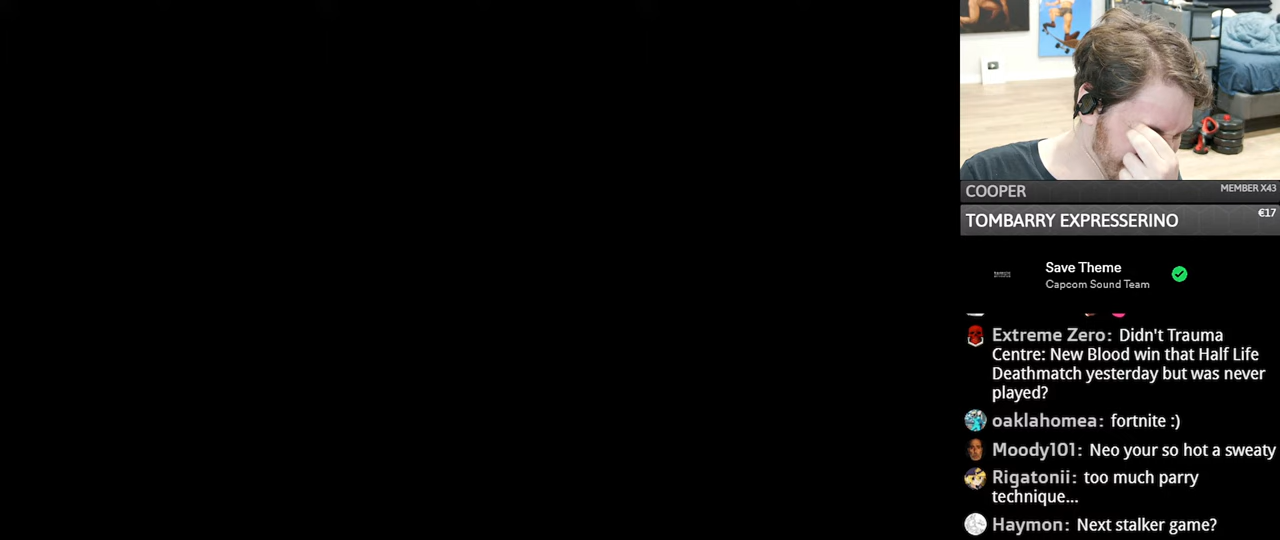 COOPER
MEMBER X43
TOMBARRY EXPRESSERINO
€17
Save Theme
Capcom Sound Team
Extreme Zero: Didn't Trauma
Centre: New Blood win that Half Life
Deathmatch yesterday but was never
played?
oaklahomea: fortnite :)
Moody101: Neo your so hot a sweaty
Rigatonii: too much parry
technique...
Haymon: Next stalker game?